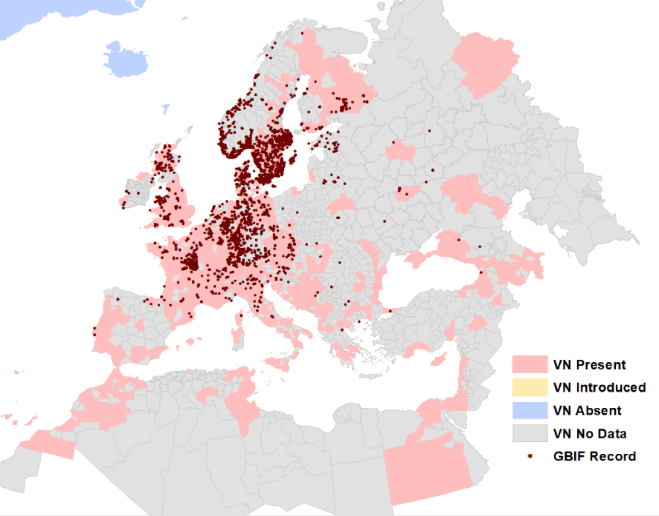 VN Present
VN Introduced
VN Absent
VN No Data
GBIF Record